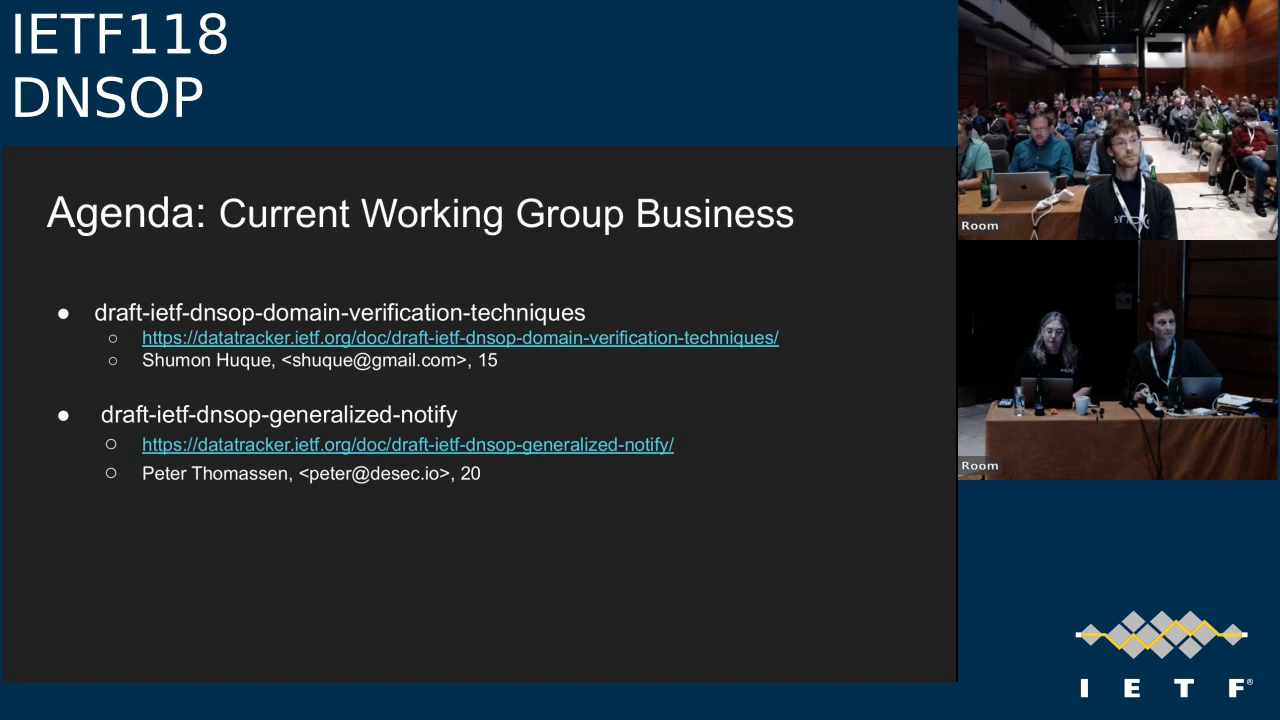 IETF118
DNSOP
Agenda: Current Working Group Business
● draft-ietf-dnsop-domain-verification-techniques
○ https://datatracker.ietf.org/doc/draft-ietf-dnsop-domain-verification-techniques/
○ Shumon Huque, <shuque@gmail.com>, 15
● draft-ietf-dnsop-generalized-notify
○ https://datatracker.ietf.org/doc/draft-ietf-dnsop-generalized-notify/
○ Peter Thomassen, <peter@desec.io>, 20
Room
Room
I E T F®